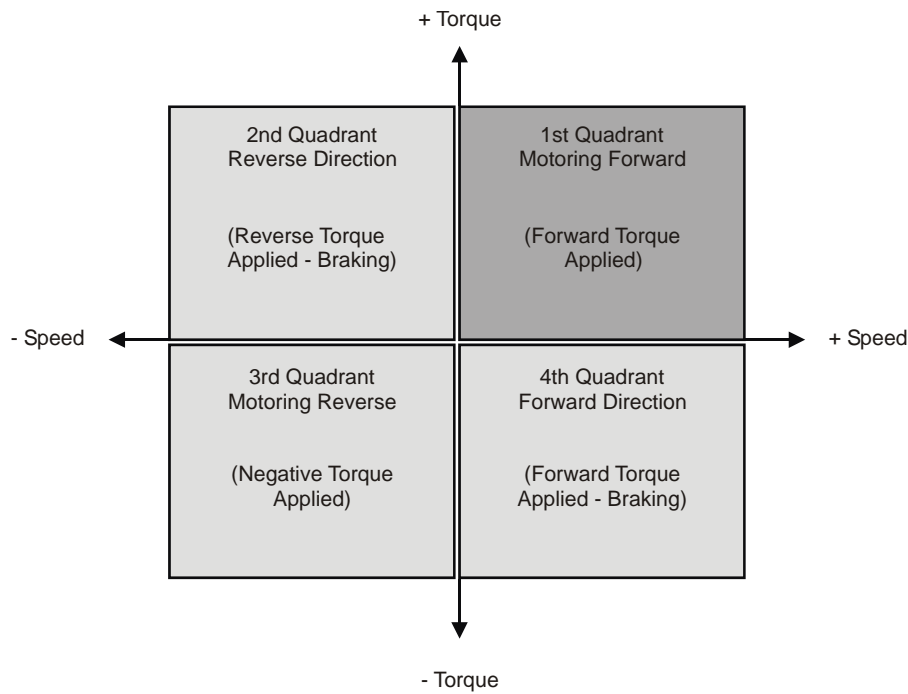 + Torque
2nd Quadrant
Reverse Direction
(Reverse Torque
Applied - Braking)
1st Quadrant
Motoring Forward
(Forward Torque
Applied)
- Speed
+ Speed
3rd Quadrant
Motoring Reverse
(Negative Torque
Applied)
4th Quadrant
Forward Direction
(Forward Torque
Applied - Braking)
- Torque